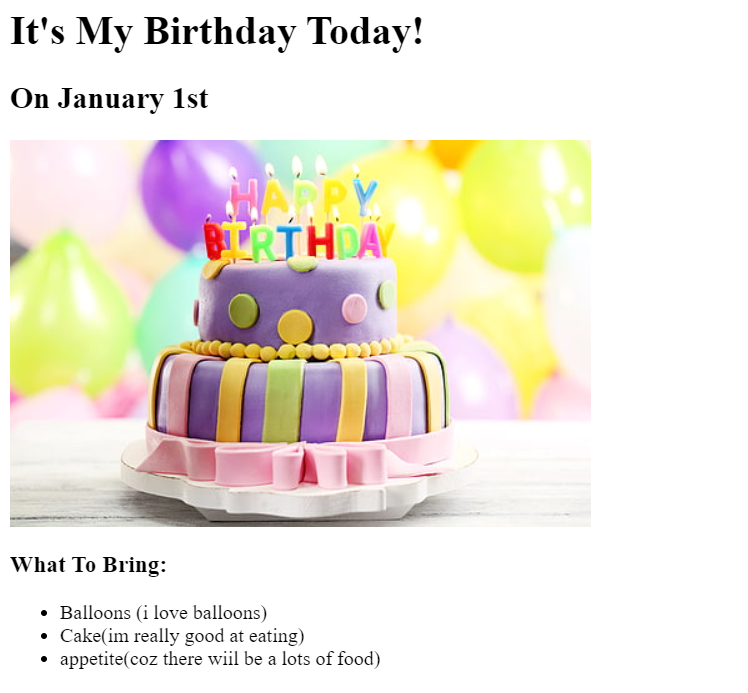 It's My Birthday Today!
On January 1st
HAPPY
BIRTHDAY
What To Bring:
Balloons (i love balloons)
Cake(im really good at eating)
appetite(coz there wiil be a lots of food)